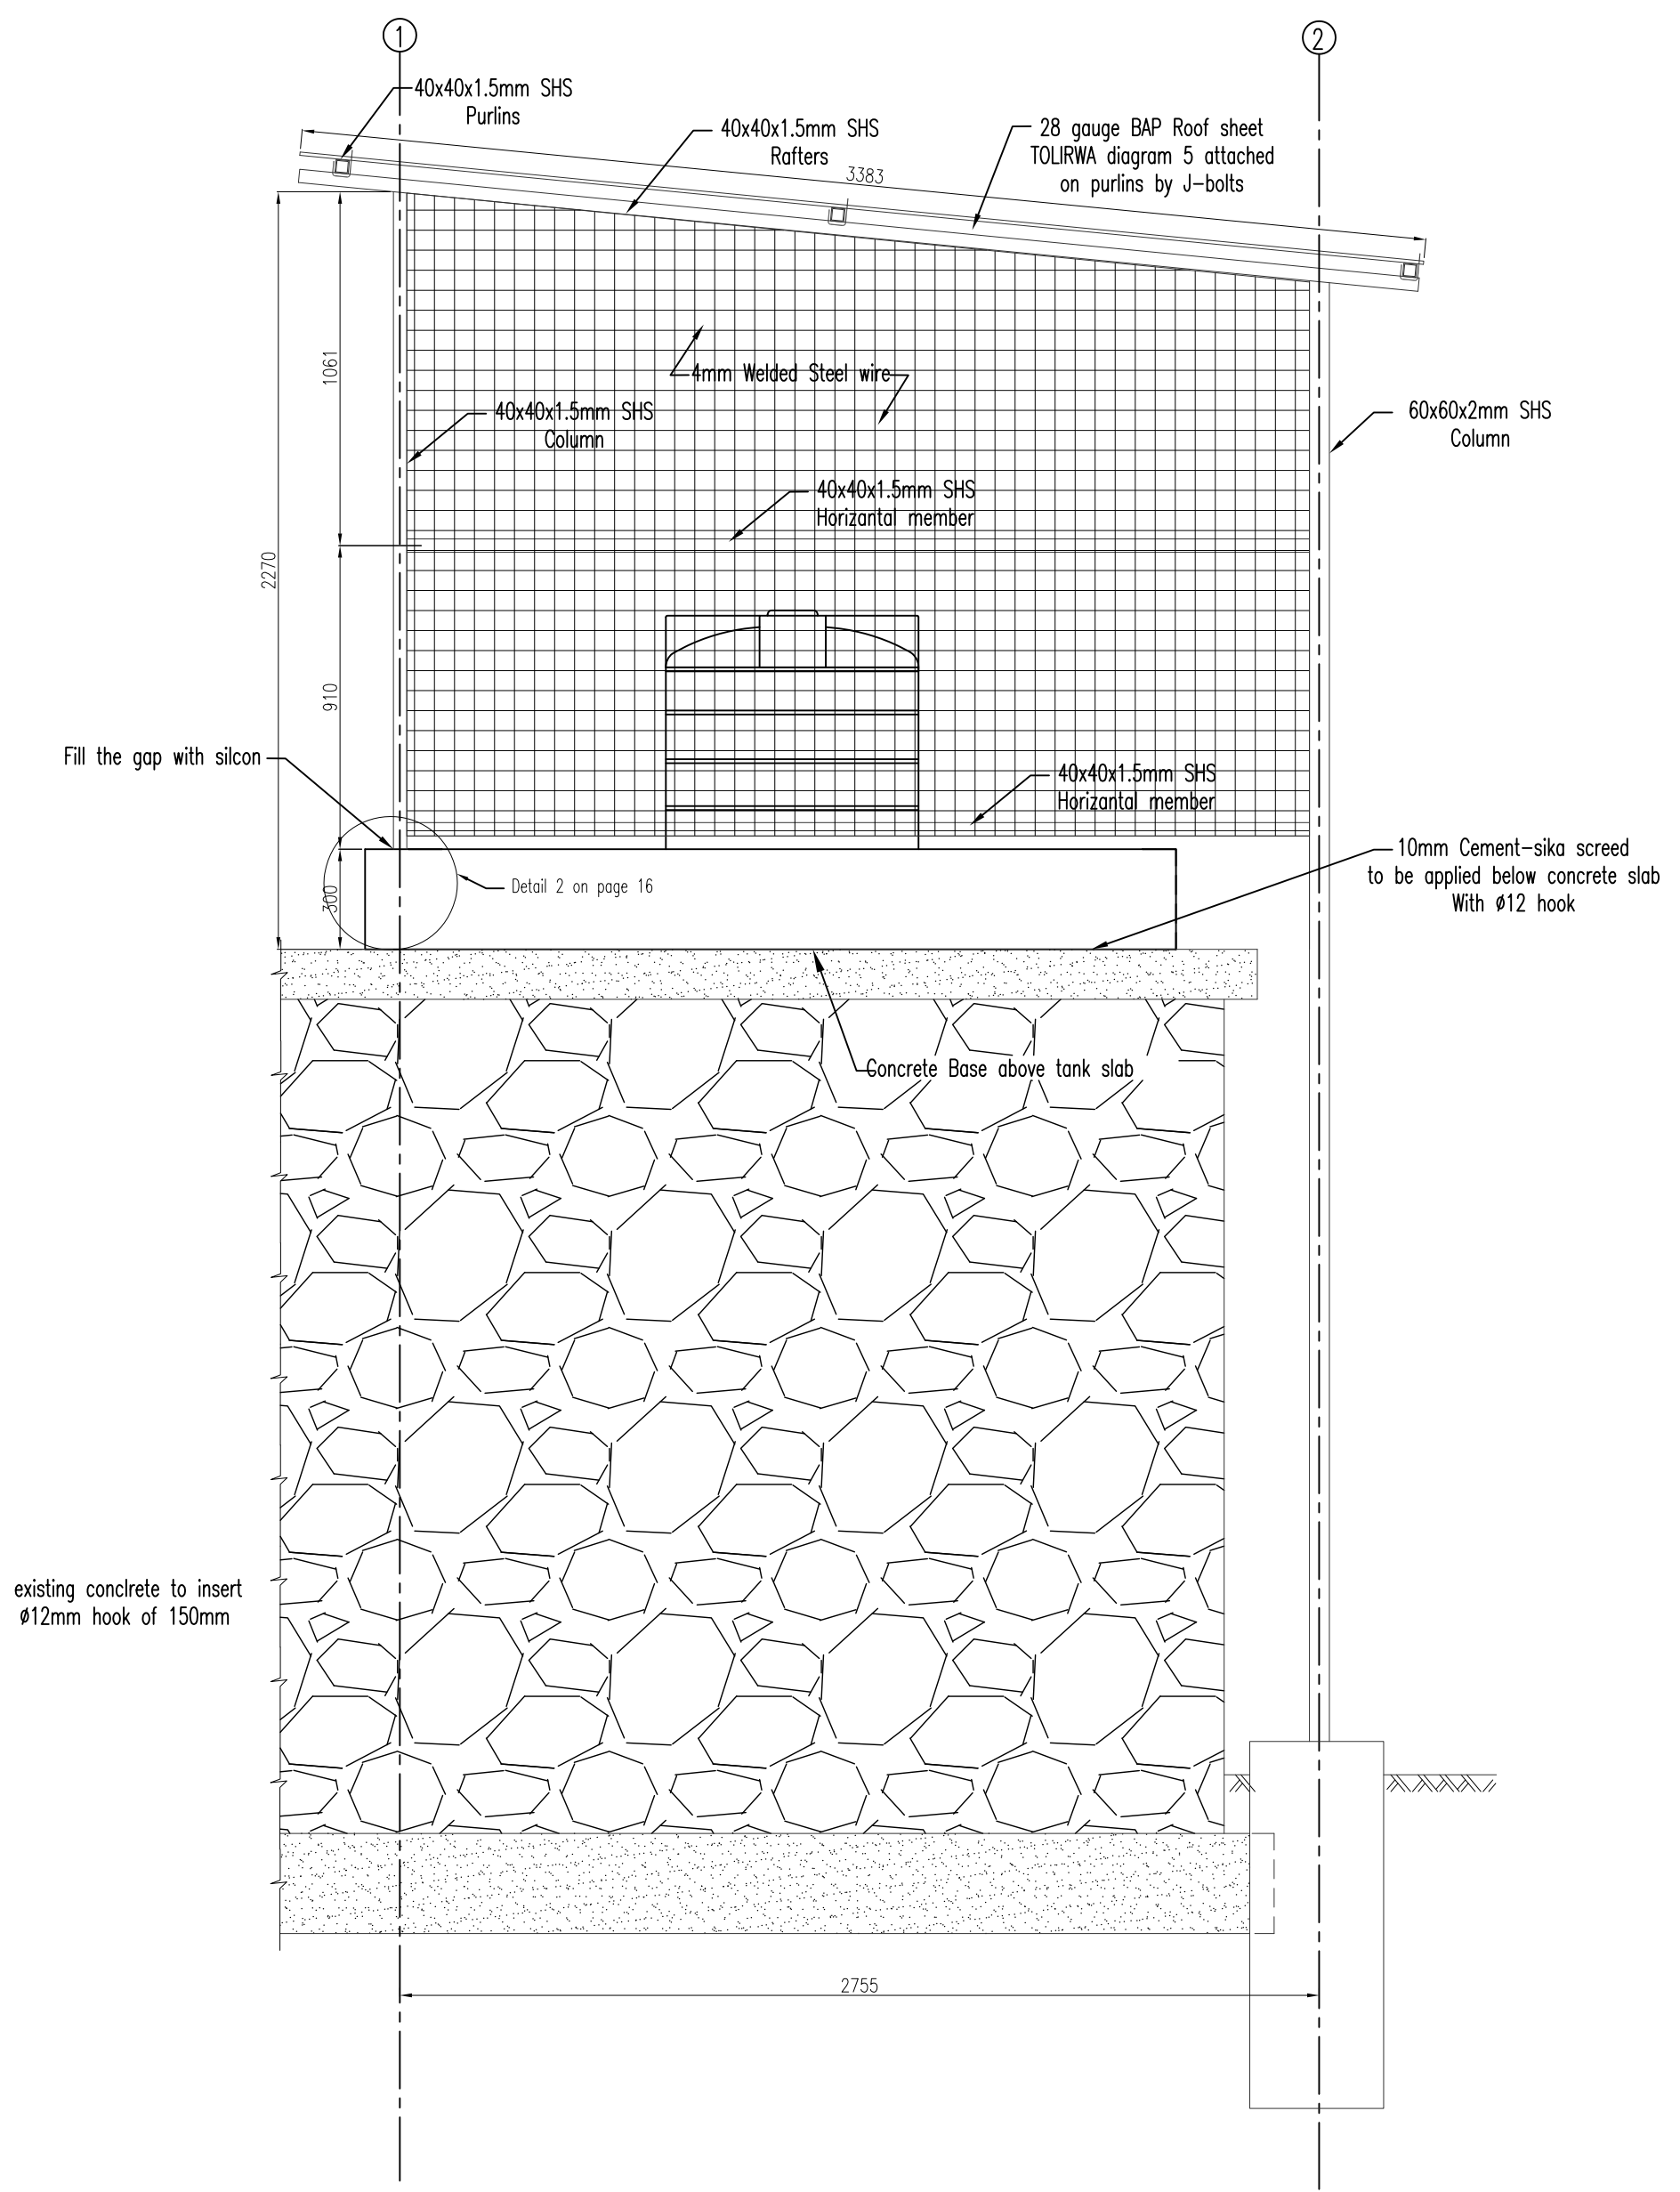 1
2
40x40x1.5mm SHS
Purlins
40x40x1.5mm SHS
Rafters
28 gauge BAP Roof sheet
TOLIRWA diagram 5 attached
on purlins by J-bolts
3383
1061
4mm Welded Steel wire
40x40x1.5mm SHS
Column
60x60x2mm SHS
Column
40x40x1.5mm SHS
Horizantal member
2270
910
Fill the gap with silcon
40x40x1.5mm SHS
Horizantal member
10mm Cement-sika screed
to be applied below concrete slab
With ø12 hook
300
Detail 2 on page 16
Concrete Base above tank slab
existing conclrete to insert
ø12mm hook of 150mm
2755